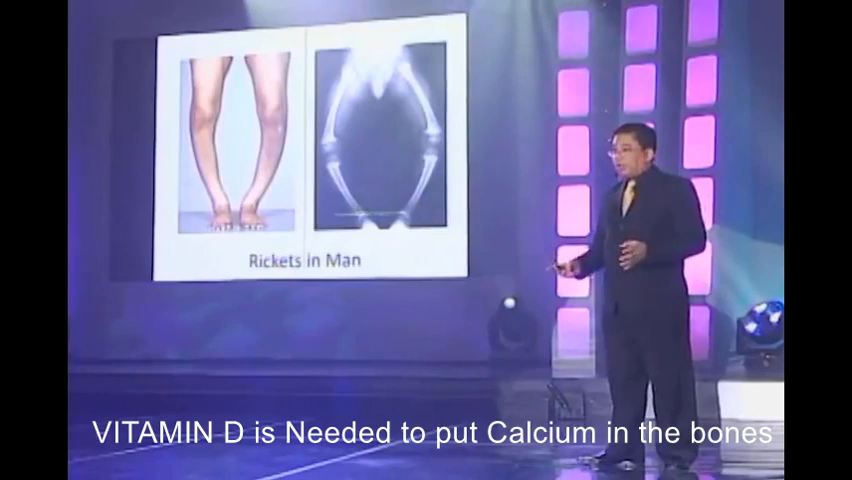 Rickets in Man
VITAMIN D is Needed to put Calcium in the bones